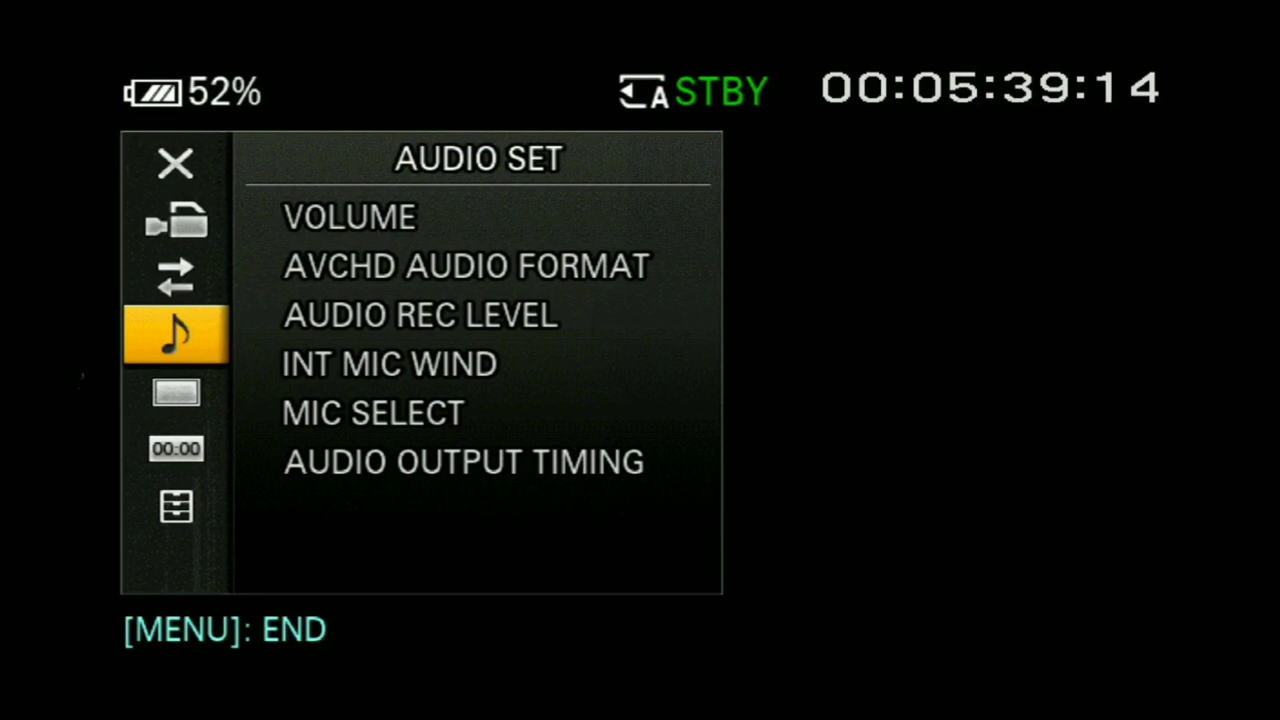 52%
A STBY 00:05:39:14
AUDIO SET
VOLUME
AVCHD AUDIO FORMAT
AUDIO REC LEVEL
INT MIC WIND
MIC SELECT
AUDIO OUTPUT TIMING
00:00
[MENU]: END